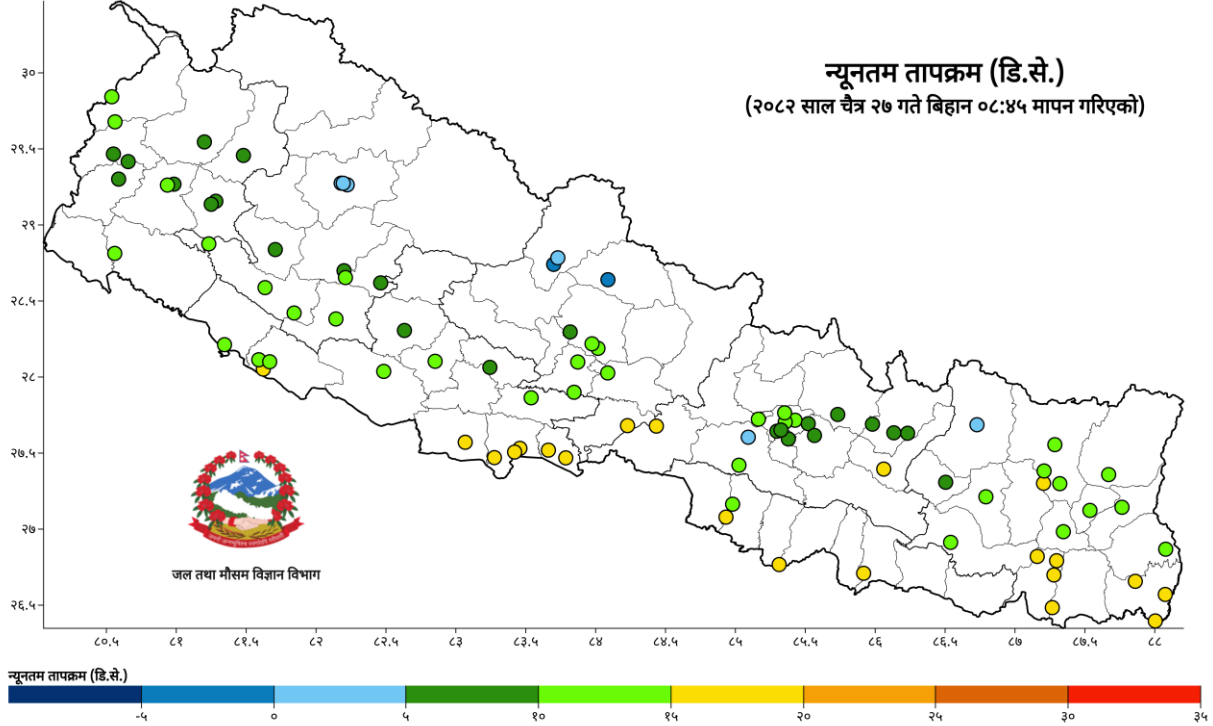 न्यूनतम तापक्रम (डि.से.)
(२०८२ साल चैत्र २७ गते बिहान ०८:४५ मापन गरिएको)
३०
२९.५
२९
२८.५
२८
२७.५
२७
२६.५
जल तथा मौसम विज्ञान विभाग
८०.५ ८१ ८१.५ ८२ ८२.५ ८३ ८३.५ ८४ ८४.५ ८५ ८५.५ ८६ ८६.५ ८७ ८७.५ ८८
न्यूनतम तापक्रम (डि.से.)
-५ ० ५ १० १५ २० २५ ३० ३५